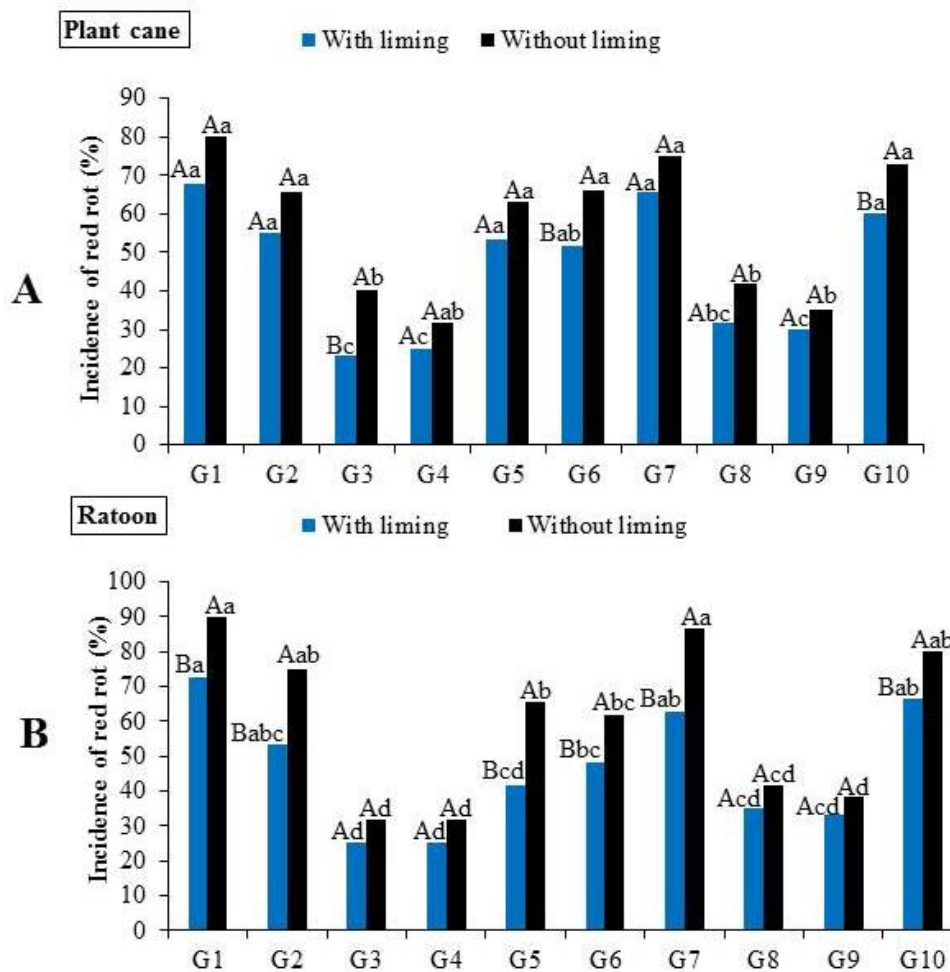 Plant cane
With liming Without liming
A
Incidence of red rot (%)
90
80
70
60
50
40
30
20
10
0
Aa Aa Aa Aa Bc Ab Ac Aab Aa Aa Bab Aa Aa Aa Abc Ab Ac Ab Ba Aa
G1 G2 G3 G4 G5 G6 G7 G8 G9 G10
Ratoon
With liming Without liming
B
Incidence of red rot (%)
100
90
80
70
60
50
40
30
20
10
0
Ba Aa Babc Aab Ad Ad Ad Ad Bcd Ab Bbc Abc Bab Aa Acd Acd Acd Ad Bab Aab
G1 G2 G3 G4 G5 G6 G7 G8 G9 G10